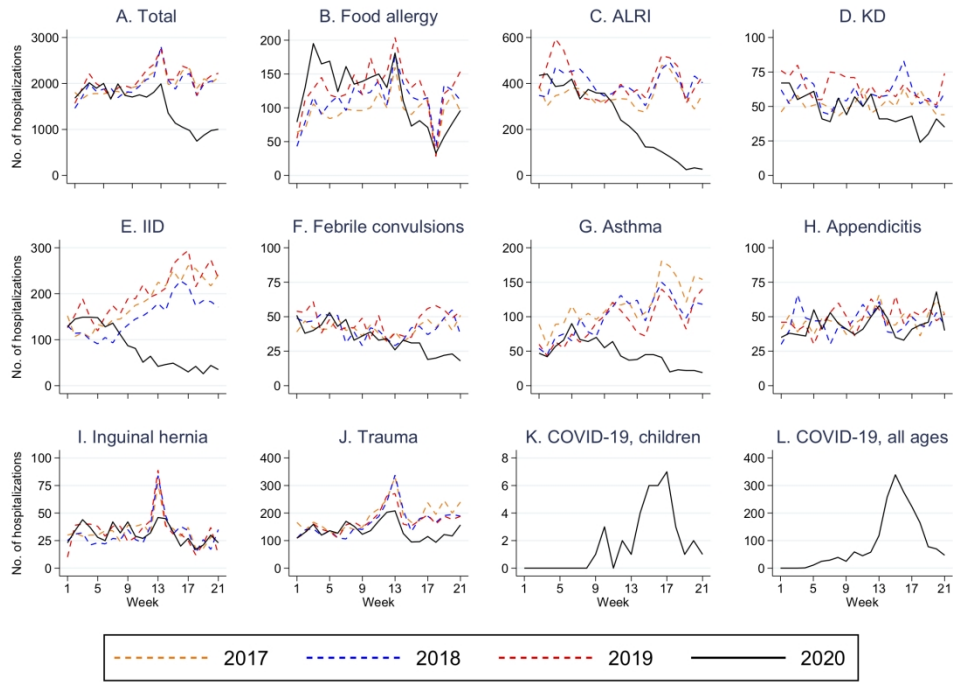 A. Total
B. Food allergy
C. ALRI
D. KD
No. of hospitalizations
3000
2000
1000
0
200
150
100
50
0
600
400
200
0
100
75
50
25
0
E. IID
F. Febrile convulsions
G. Asthma
H. Appendicitis
No. of hospitalizations
300
200
100
0
100
75
50
25
0
200
150
100
50
0
100
75
50
25
0
I. Inguinal hernia
J. Trauma
K. COVID-19, children
L. COVID-19, all ages
No. of hospitalizations
100
75
50
25
0
400
300
200
100
0
8
6
4
2
0
400
300
200
100
0
1 5 9 13 17 21
1 5 9 13 17 21
1 5 9 13 17 21
1 5 9 13 17 21
Week
Week
Week
Week
2017 2018 2019 2020